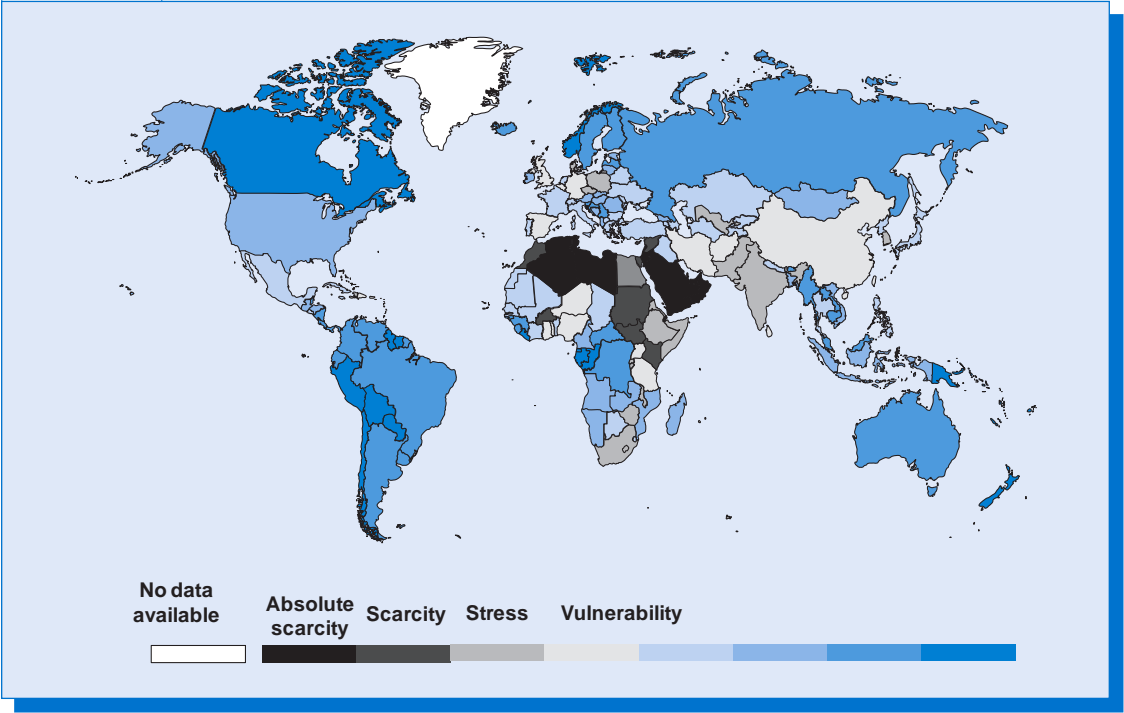 No data
available
Absolute
scarcity
Scarcity
Stress
Vulnerability